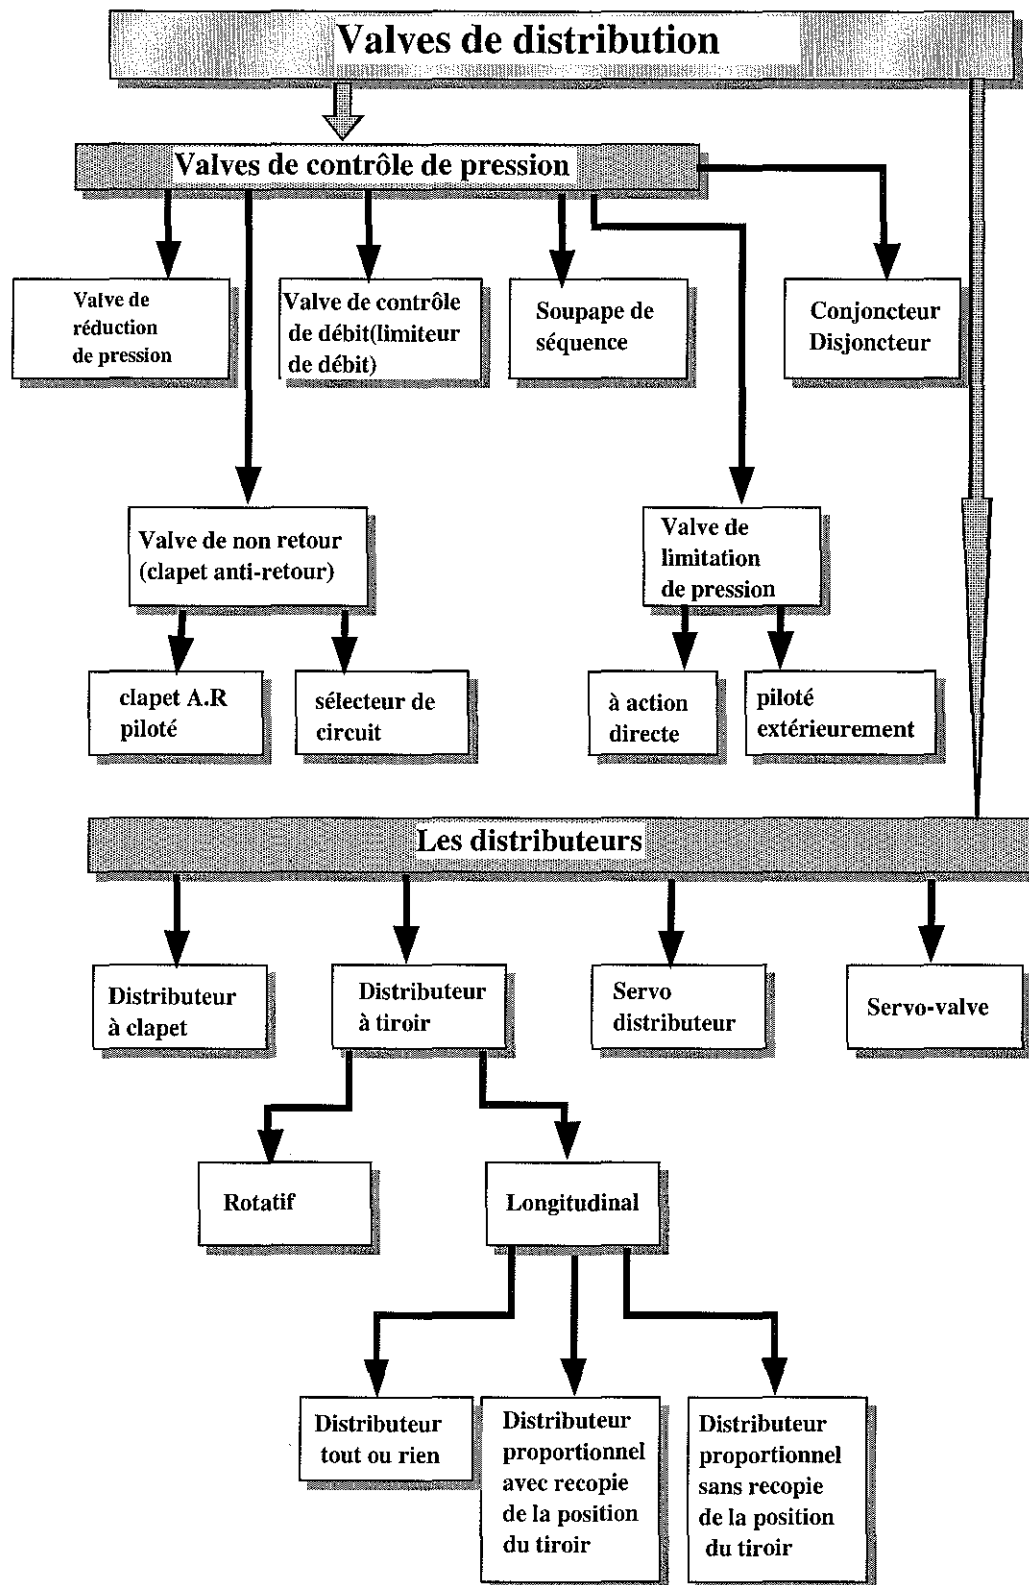 Valves de distribution
Valves de contrôle de pression
Valve de
réduction
de pression
Valve de contrôle
de débit(limiteur
de débit)
Soupape de
séquence
Conjoncteur
Disjoncteur
Valve de non retour
(clapet anti-retour)
Valve de
limitation
de pression
clapet A.R
piloté
sélecteur de
circuit
à action
directe
piloté
extérieurement
Les distributeurs
Distributeur
à clapet
Distributeur
à tiroir
Servo
distributeur
Servo-valve
Rotatif
Longitudinal
Distributeur
tout ou rien
Distributeur
proportionnel
avec recopie
de la position
du tiroir
Distributeur
proportionnel
sans recopie
de la position
du tiroir